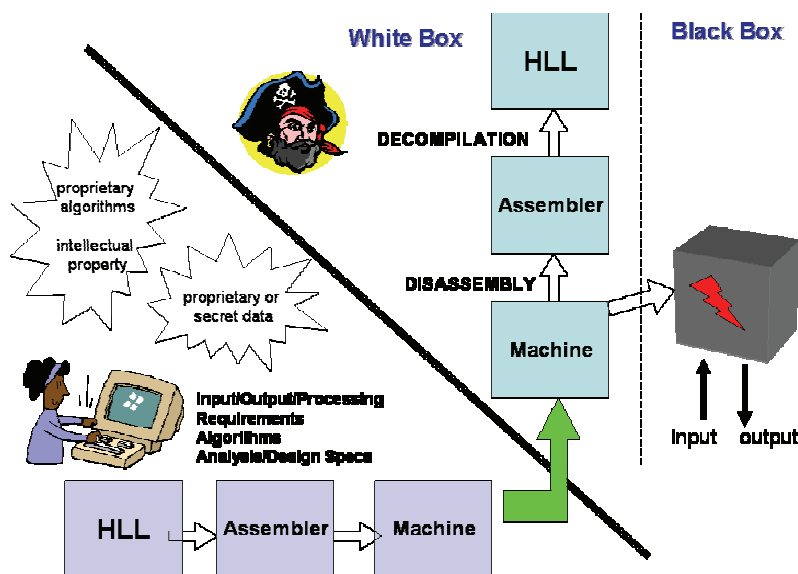 White Box
Black Box
HLL
DECOMPILATION
Assembler
proprietary
algorithms
intellectual
property
proprietary or
secret data
DISASSEMBLY
Machine
Input/Output/Processing
Requirements
Algorithms
Analysis/Design Specs
input
output
HLL
Assembler
Machine